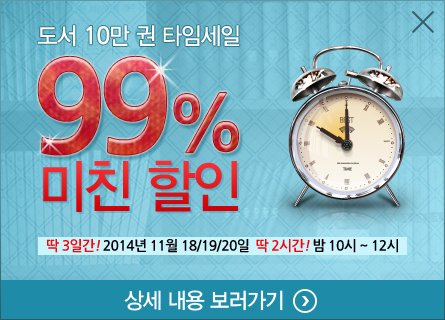 도서 10만 권 타임세일
99%
미친 할인
BEST
TIME
딱 3일간! 2014년 11월 18/19/20일 딱 2시간! 밤 10시 ~ 12시
상세 내용 보러가기